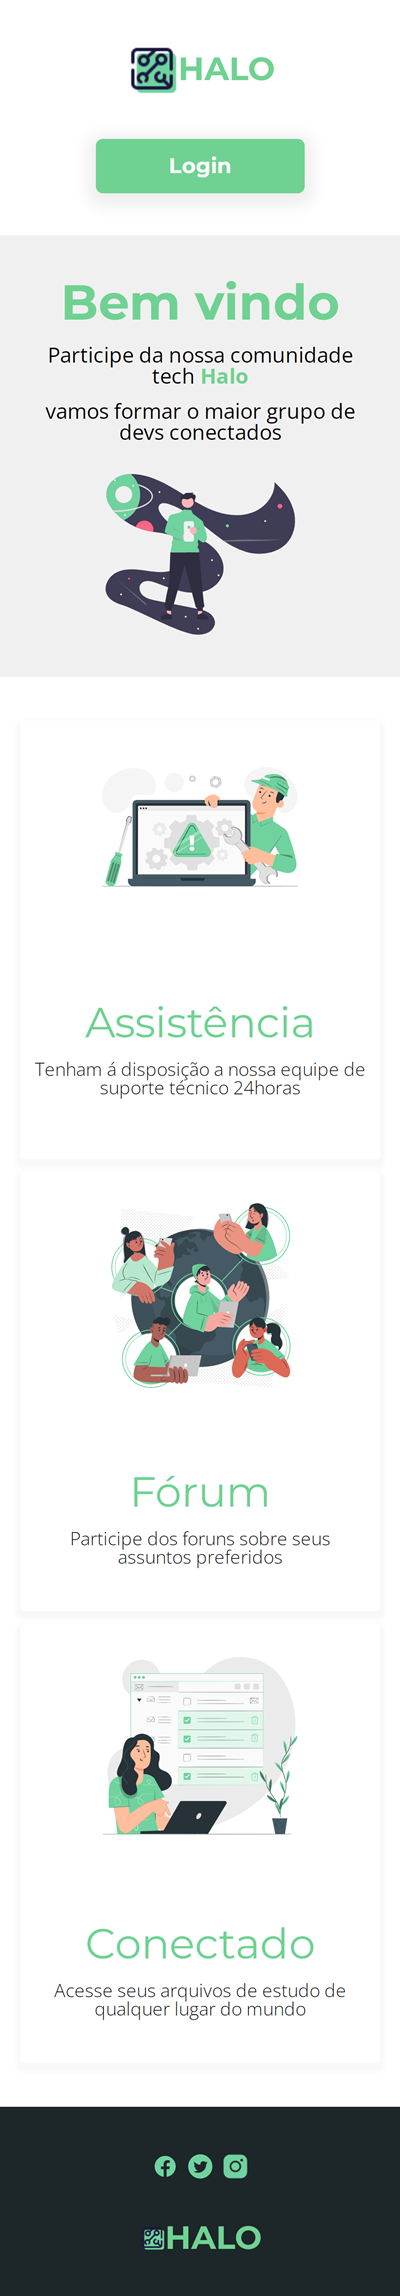 HALO
Login
Bem vindo
Participe da nossa comunidade
tech Halo
vamos formar o maior grupo de
devs conectados
Assistência
Tenham á disposição a nossa equipe de
suporte técnico 24horas
Fórum
Participe dos foruns sobre seus
assuntos preferidos
Conectado
Acesse seus arquivos de estudo de
qualquer lugar do mundo
HALO